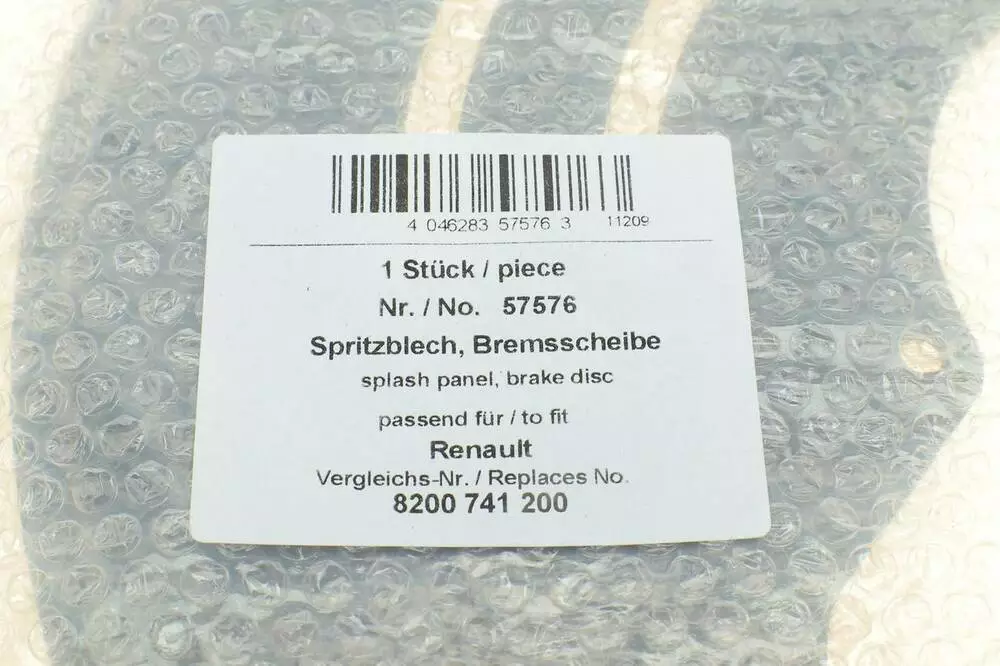 4 046283 57576 3 11209
1 Stück / piece
Nr. / No. 57576
Spritzblech, Bremsscheibe
splash panel, brake disc
passend für / to fit
Renault
Vergleichs-Nr. / Replaces No.
8200 741 200